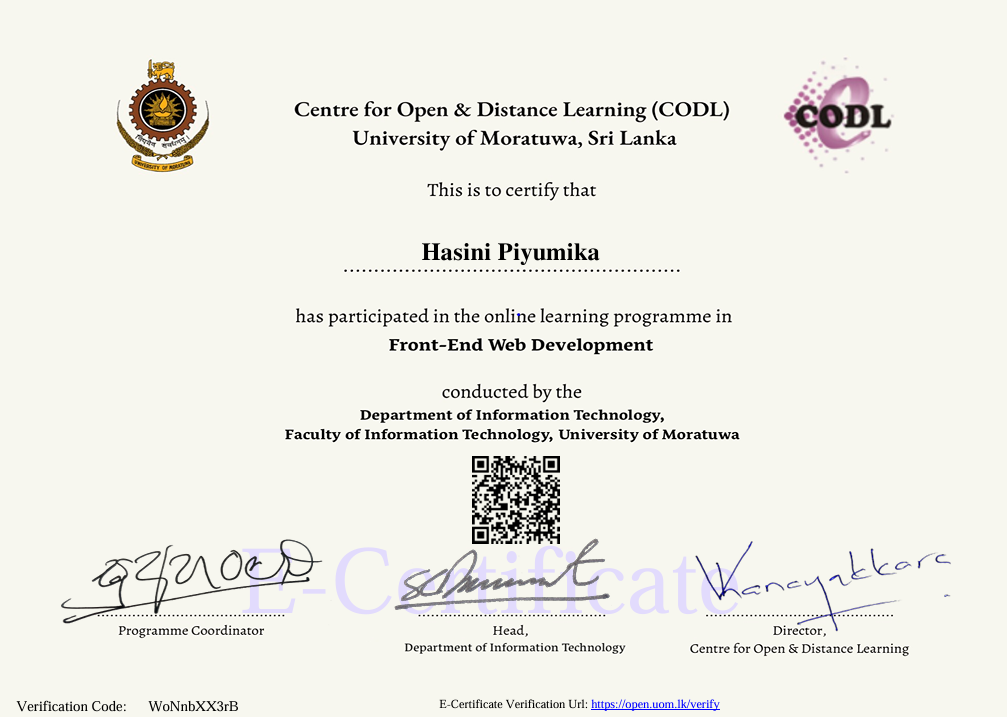 Centre for Open & Distance Learning (CODL)
University of Moratuwa, Sri Lanka
CODL
UNIVERSITY OF MORATUWA
This is to certify that
Hasini Piyumika
has participated in the online learning programme in
Front-End Web Development
conducted by the
Department of Information Technology,
Faculty of Information Technology, University of Moratuwa
E-Certificate
Programme Coordinator
Head,
Department of Information Technology
Director,
Centre for Open & Distance Learning
Verification Code: WoNnbXX3rB
E-Certificate Verification Url: https://open.uom.lk/verify